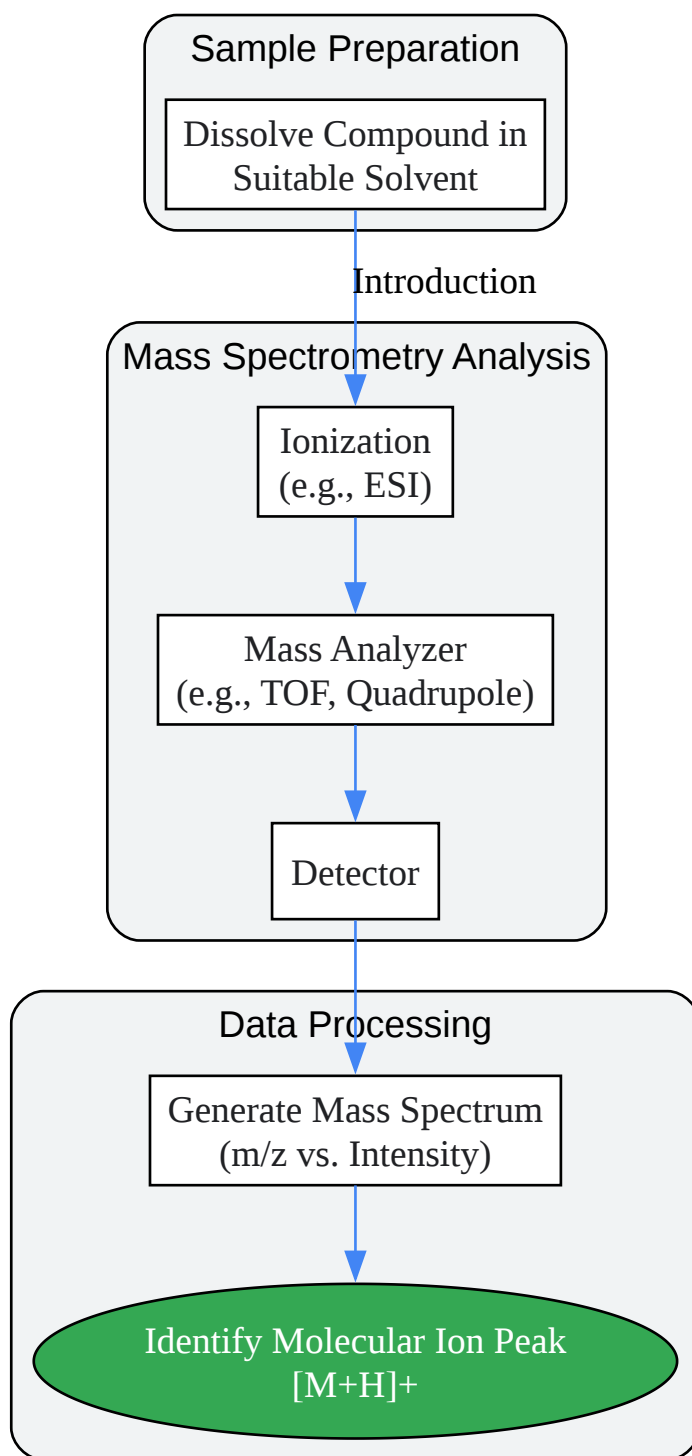 Sample Preparation
Dissolve Compound in
Suitable Solvent
Introduction
Mass Spectrometry Analysis
Ionization
(e.g., ESI)
Mass Analyzer
(e.g., TOF, Quadrupole)
Detector
Data Processing
Generate Mass Spectrum
(m/z vs. Intensity)
Identify Molecular Ion Peak
[M+H]+